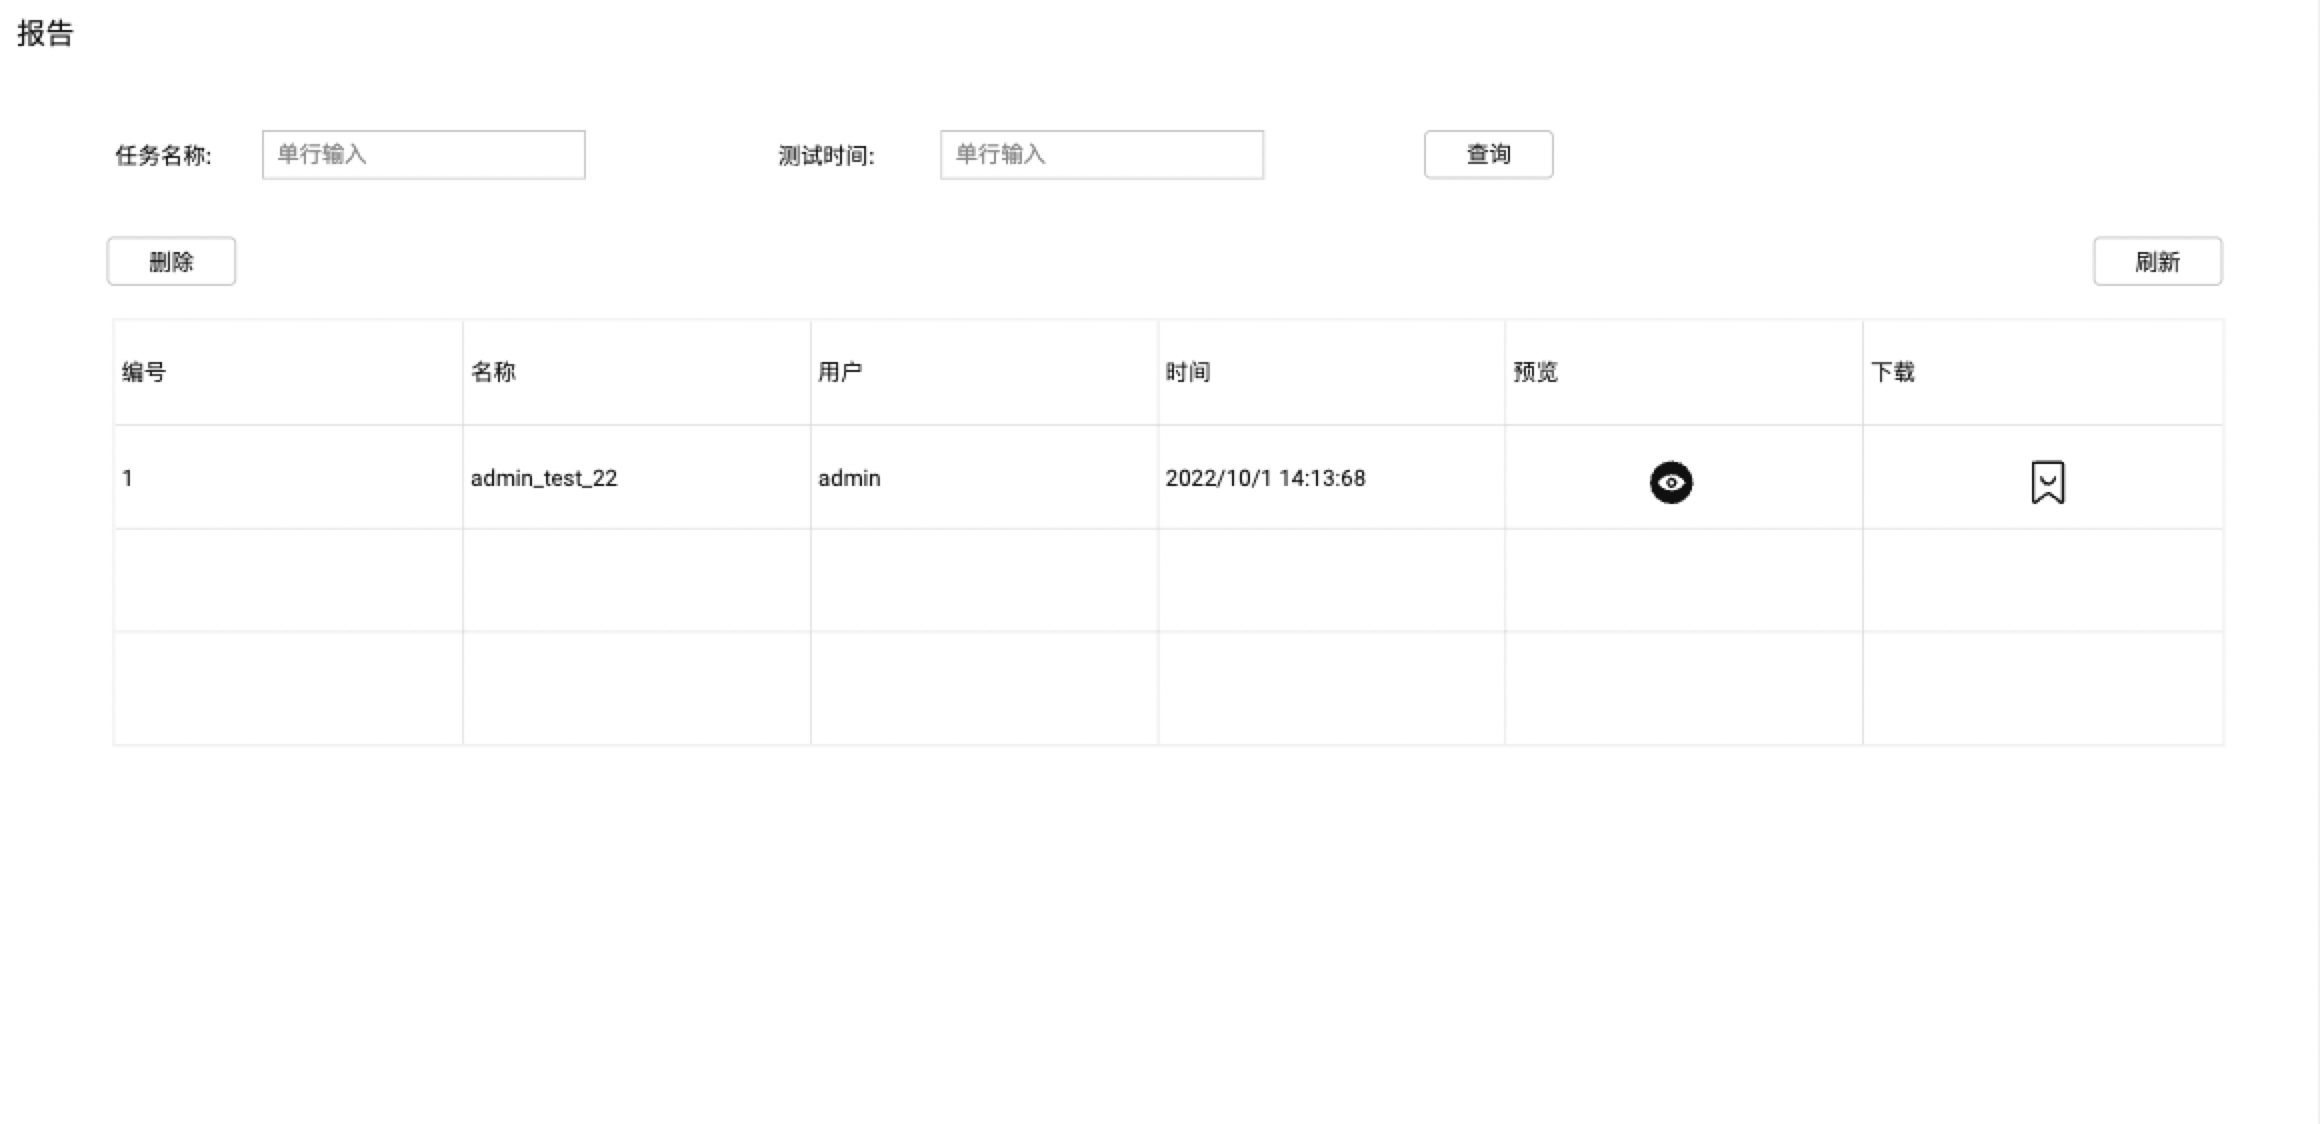 报告
任务名称: 单行输入 测试时间: 单行输入 查询
删除 刷新
编号 名称 用户 时间 预览 下载
1 admin_test_22 admin 2022/10/1 14:13:68